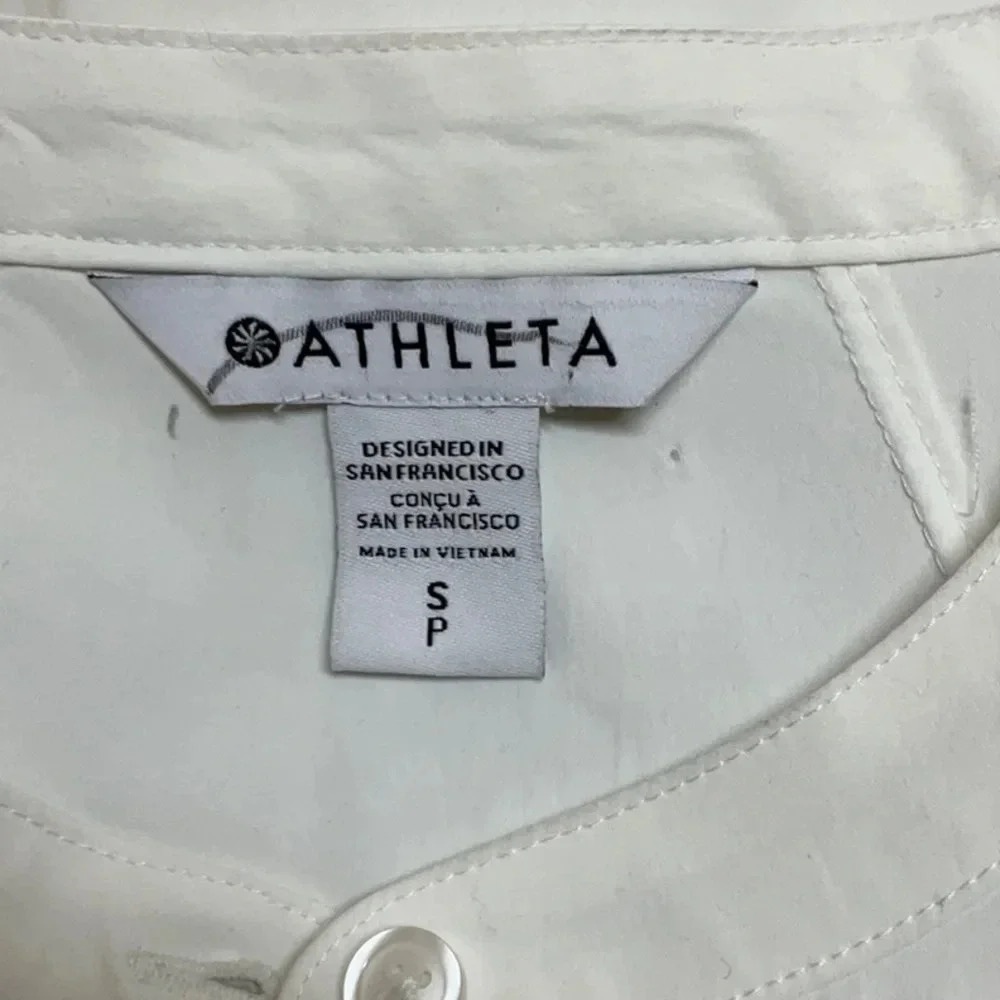 ATHLETA
DESIGNED IN
SAN FRANCISCO
CONÇU À
SAN FRANCISCO
MADE IN VIETNAM
S
P